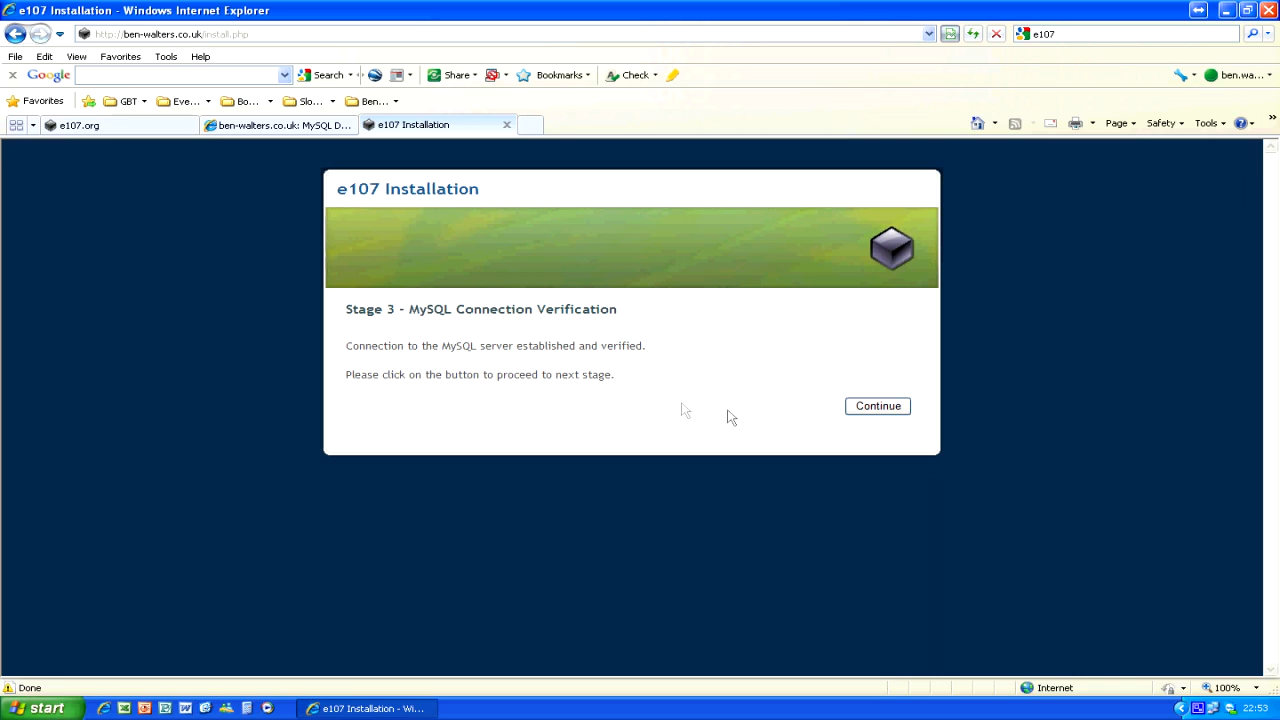 e107 Installation - Windows Internet Explorer
http://ben-walters.co.uk/install.php
e107
File Edit View Favorites Tools Help
Google Search Share Bookmarks Check ben.wa...
Favorites GBT Eve... Bo... Slo... Ben...
e107.org ben-walters.co.uk: MySQL D... e107 Installation Page Safety Tools
e107 Installation
Stage 3 - MySQL Connection Verification
Connection to the MySQL server established and verified.
Please click on the button to proceed to next stage.
Continue
Done Internet 100%
start e107 Installation - Wi... 22:53